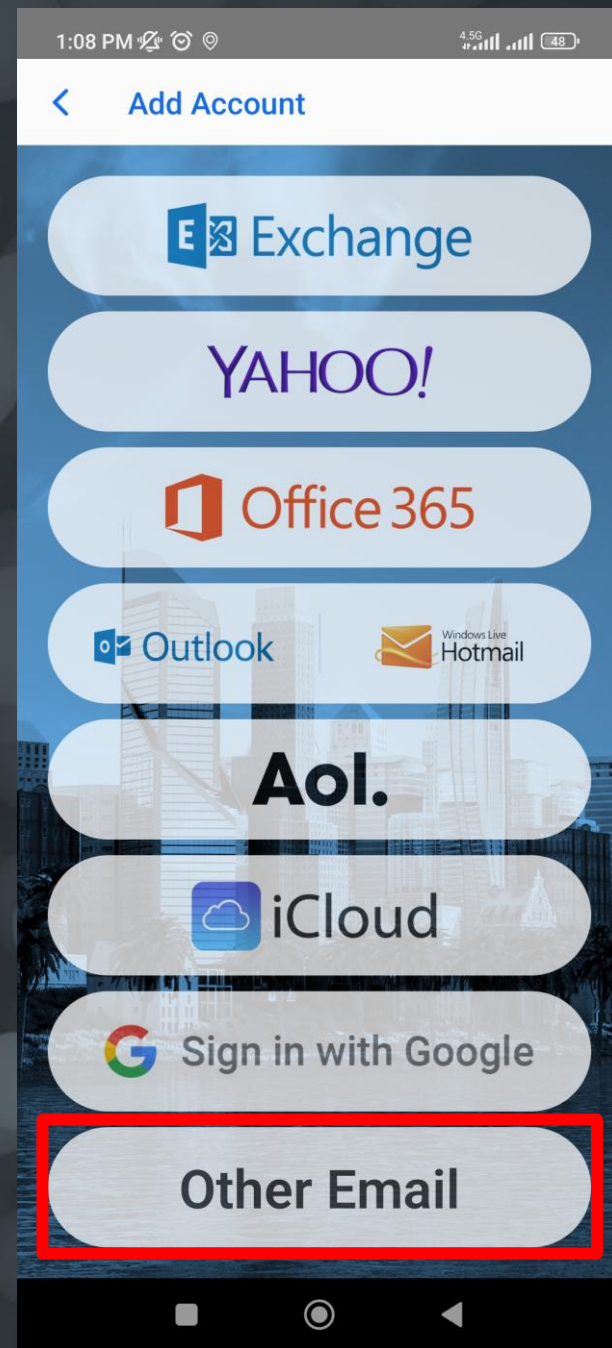 1:08 PM 4.5G 48
Add Account
E Exchange
YAHOO!
Office 365
Outlook
Windows Live
Hotmail
Aol.
iCloud
G Sign in with Google
Other Email